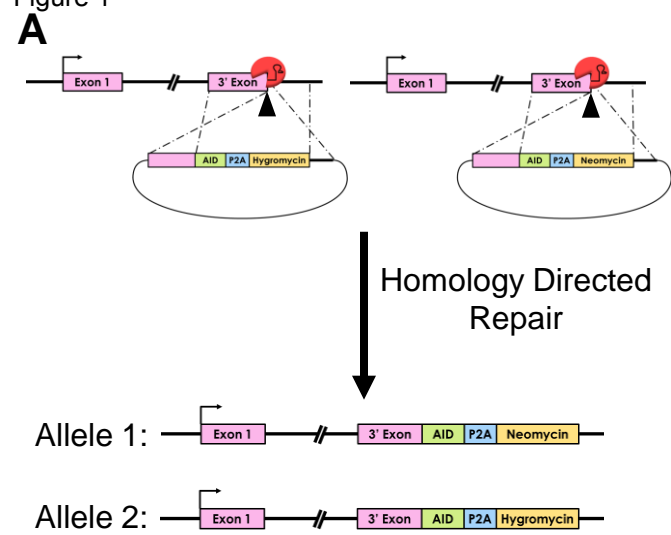 Figure 1
A
Exon 1 3' Exon Exon 1 3' Exon
AID P2A Hygromycin AID P2A Neomycin
Homology Directed
Repair
Allele 1: Exon 1 3' Exon AID P2A Neomycin
Allele 2: Exon 1 3' Exon AID P2A Hygromycin